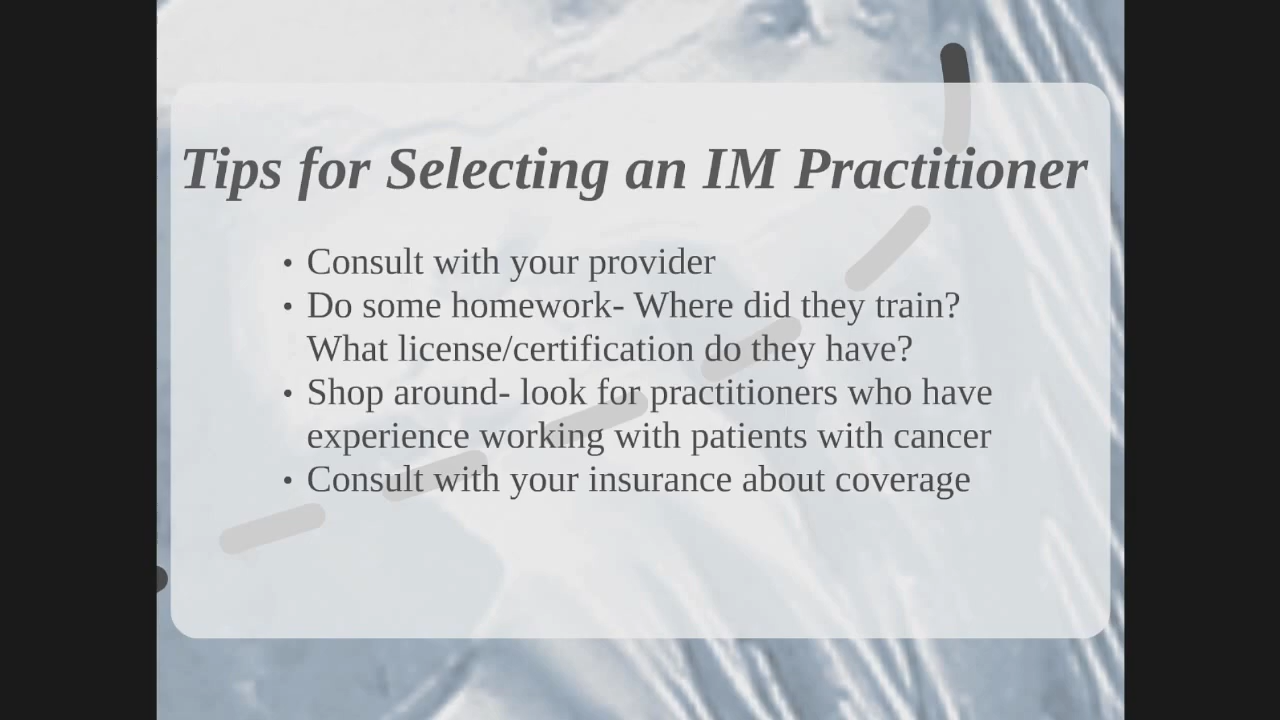 Tips for Selecting an IM Practitioner
• Consult with your provider
• Do some homework- Where did they train?
What license/certification do they have?
• Shop around- look for practitioners who have
experience working with patients with cancer
• Consult with your insurance about coverage